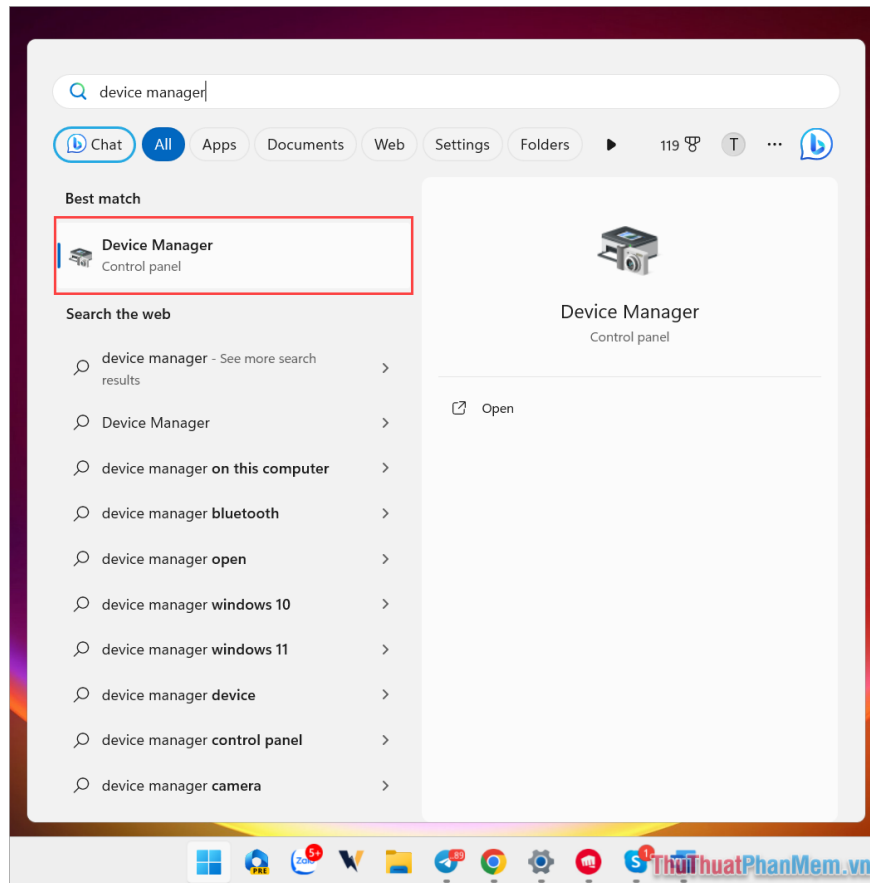 device manager
Chat All Apps Documents Web Settings Folders 119 T
Best match
Device Manager
Control panel
Search the web
device manager - See more search
results
Device Manager
device manager on this computer
device manager bluetooth
device manager open
device manager windows 10
device manager windows 11
device manager device
device manager control panel
device manager camera
Device Manager
Control panel
Open
PRE Zalo 5+ 89 S 1
ThuThuatPhanMem.vn